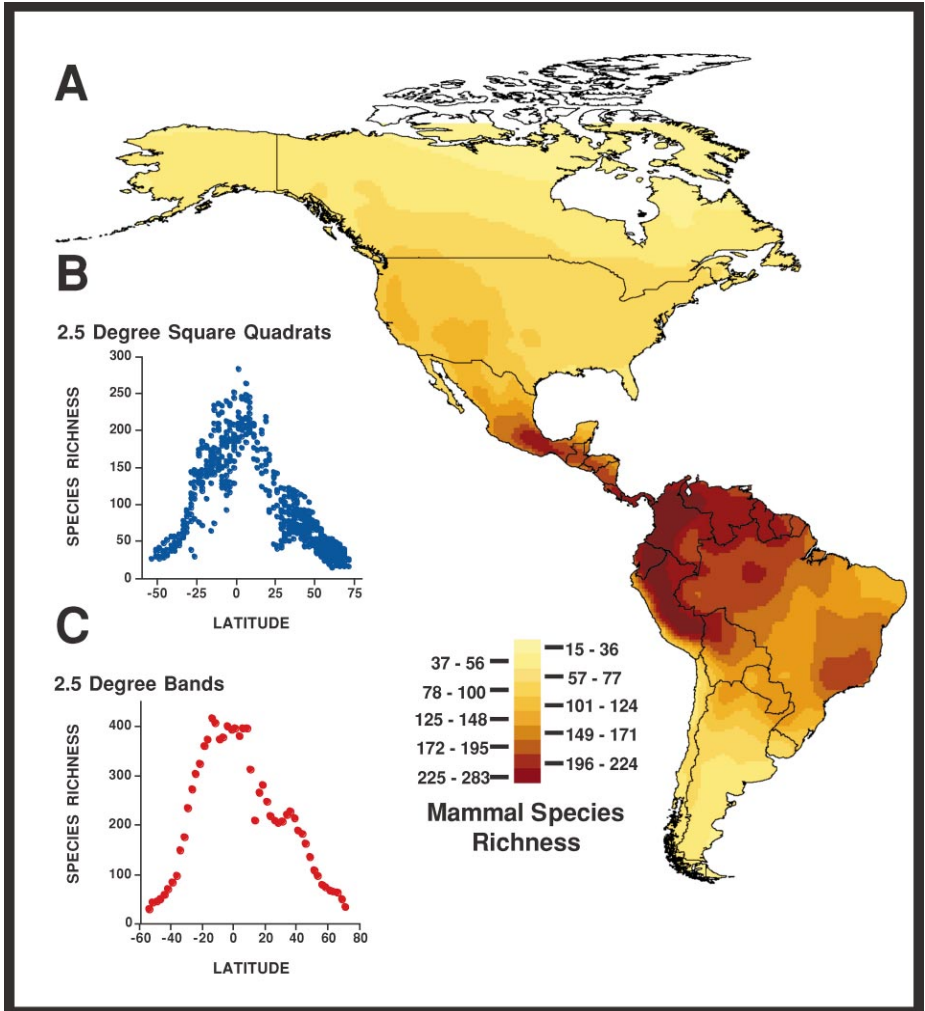 A
B
2.5 Degree Square Quadrats
300
250
200
150
100
50
0
SPECIES RICHNESS
-50 -25 0 25 50 75
LATITUDE
C
2.5 Degree Bands
400
300
200
100
0
SPECIES RICHNESS
-60 -40 -20 0 20 40 60 80
LATITUDE
15 - 36
37 - 56
57 - 77
78 - 100
101 - 124
125 - 148
149 - 171
172 - 195
196 - 224
225 - 283
Mammal Species
Richness